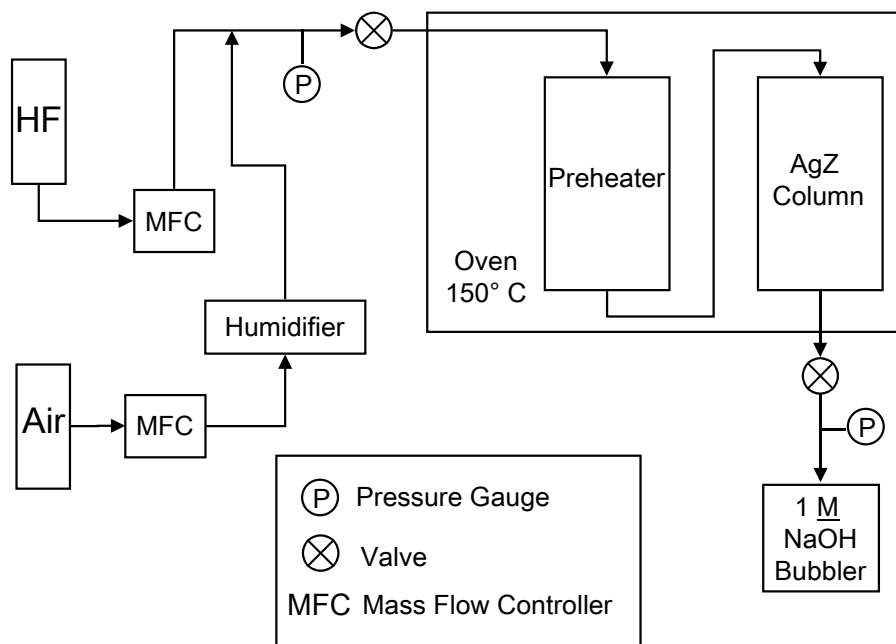 HF
MFC
P
Preheater
AgZ
Column
Oven
150° C
Humidifier
Air
MFC
P
1 M
NaOH
Bubbler
P Pressure Gauge
Valve
MFC Mass Flow Controller